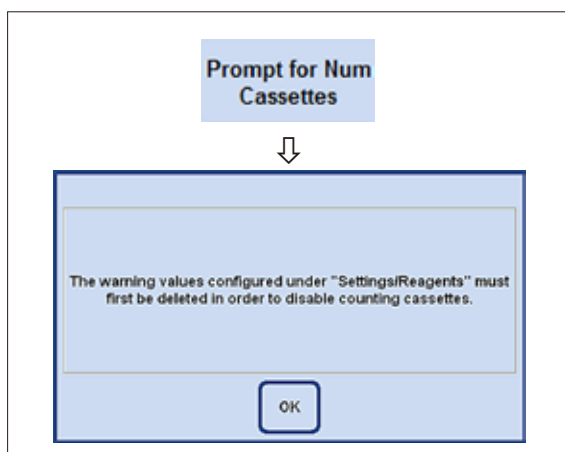 Prompt for Num
Cassettes
The warning values configured under "Settings/Reagents" must
first be deleted in order to disable counting cassettes.
OK